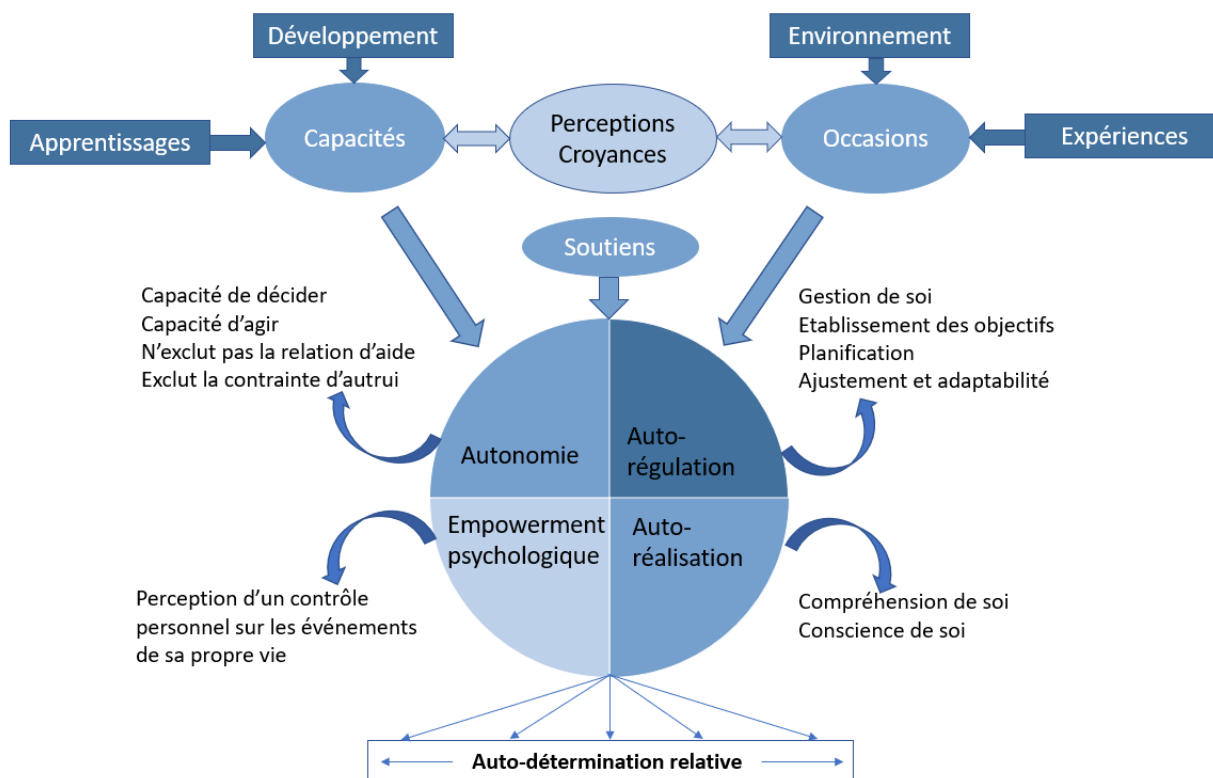 Développement
Environnement
Apprentissages
Capacités
Perceptions
Croyances
Occasions
Expériences
Soutiens
Capacité de décider
Capacité d’agir
N’exclut pas la relation d’aide
Exclut la contrainte d’autrui
Gestion de soi
Etablissement des objectifs
Planification
Ajustement et adaptabilité
Autonomie
Auto-
régulation
Empowerment
psychologique
Auto-
réalisation
Perception d’un contrôle
personnel sur les événements
de sa propre vie
Compréhension de soi
Conscience de soi
Auto-détermination relative